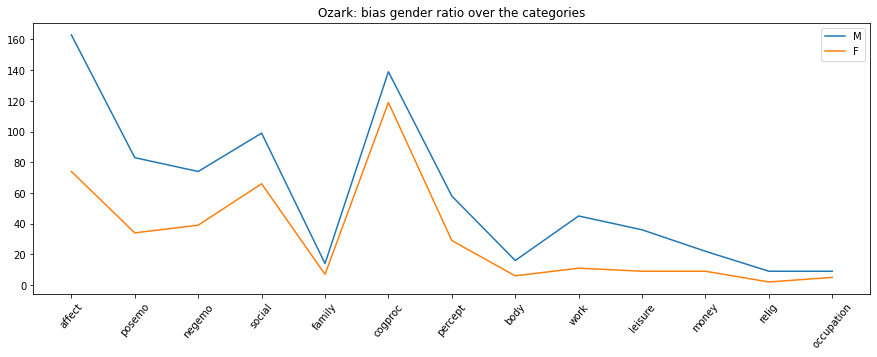 Ozark: bias gender ratio over the categories
M
F
160
140
120
100
80
60
40
20
0
affect
posemo
negemo
social
family
cogproc
percept
body
work
leisure
money
relig
occupation